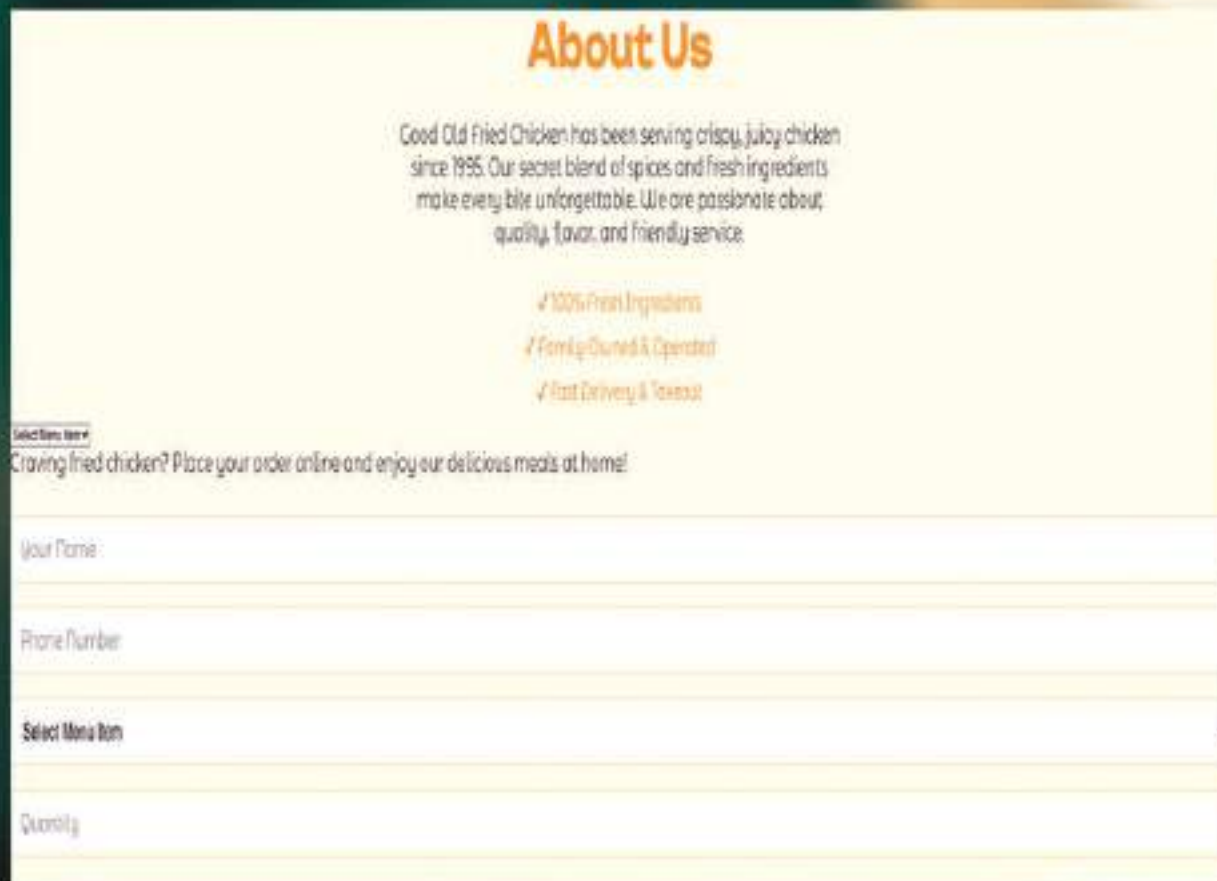 About Us
Good Old Fried Chicken has been serving crispy, juicy chicken
since 1995. Our secret blend of spices and fresh ingredients
make every bite unforgettable. We are passionate about
quality, flavor, and friendly service.
✓ 100% Fresh Ingredients
✓ Family-Owned & Operated
✓ Fast Delivery & Takeout
Select Menu Item
Craving fried chicken? Place your order online and enjoy our delicious meals at home!
Your Name
Phone Number
Select Menu Item
Quantity